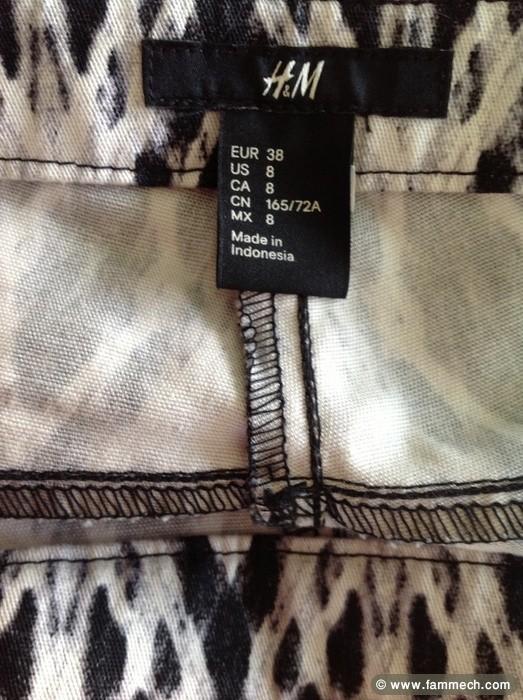 H&M
EUR 38
US 8
CA 8
CN 165/72A
MX 8
Made in
Indonesia
© www.fammech.com